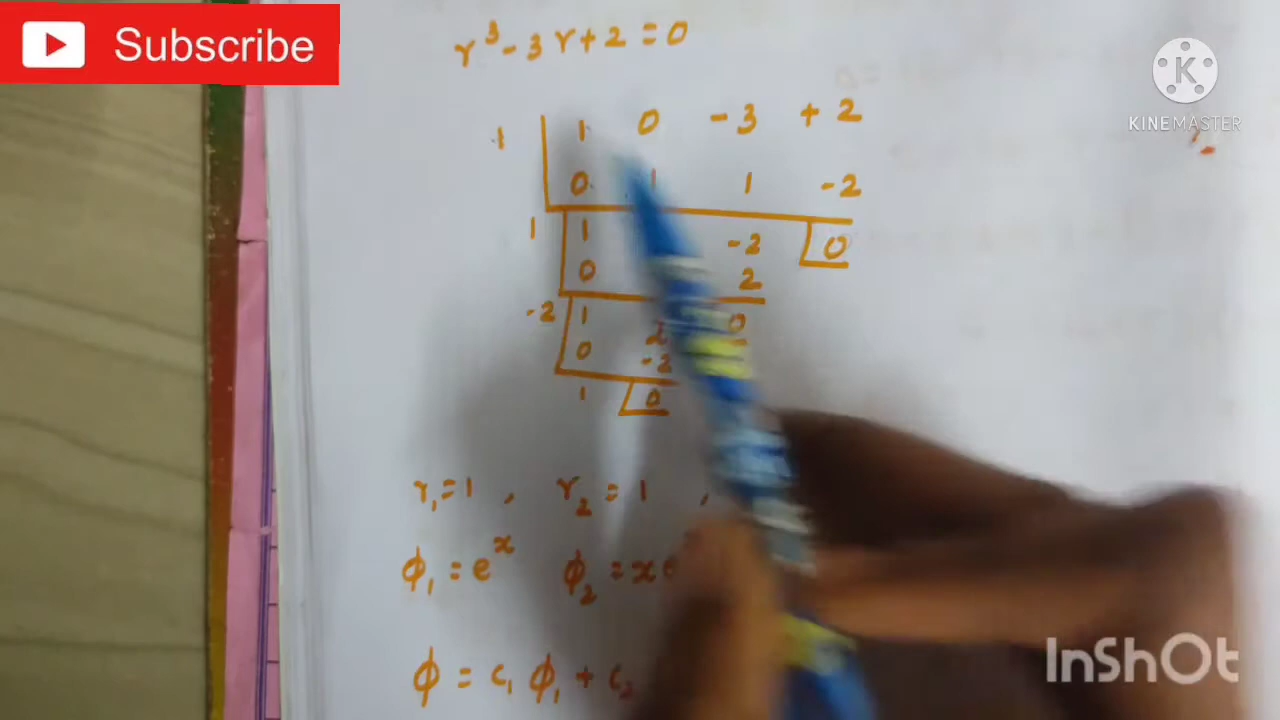 Subscribe
r³ - 3r + 2 = 0
K
KINEMASTER
1 | 1 0 -3 +2
0 1 1 -2
1 | 1 -2 | 0
0 2
-2 | 1 2 0
0 -2
1 | 0
r₁ = 1 , r₂ = 1 ,
ϕ₁ = eˣ ϕ₂ = x e
ϕ = c₁ ϕ₁ + c₂
InShOt